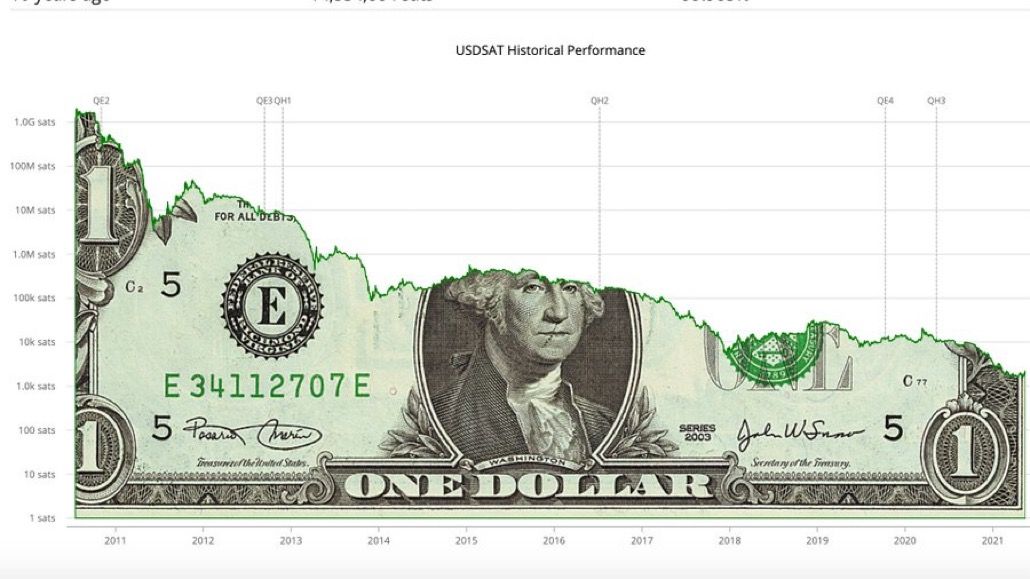 USDSAT Historical Performance
QE2 QE3 QH1 QH2 QE4 QH3
1.0G sats
100M sats
10M sats
1.0M sats
100k sats
10k sats
1.0k sats
100 sats
10 sats
1 sats
1
FOR ALL DEBTS
C 2 5
E
E 34112707 E
5
1
Treasurer of the United States.
WASHINGTON
ONE DOLLAR
SERIES
2003
C 77
John W Snow 5
Secretary of the Treasury.
1
2011 2012 2013 2014 2015 2016 2017 2018 2019 2020 2021